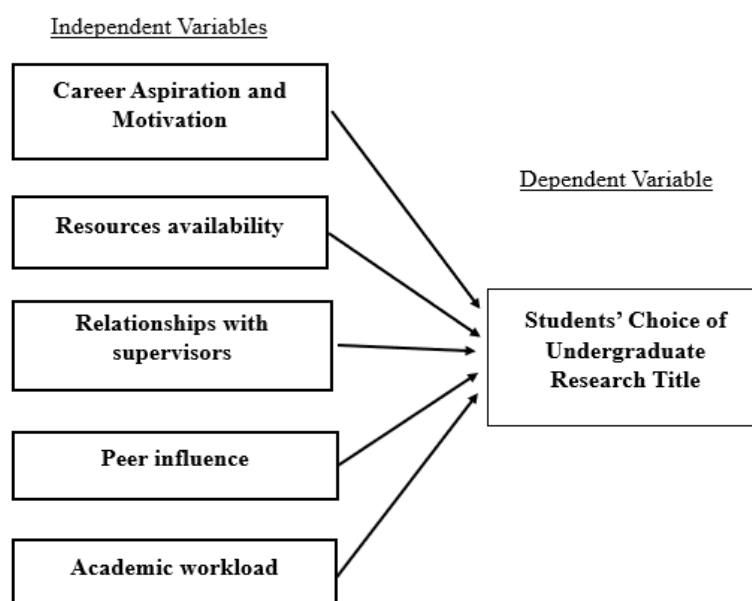 Independent Variables
Career Aspiration and
Motivation
Resources availability
Relationships with
supervisors
Peer influence
Academic workload
Dependent Variable
Students’ Choice of
Undergraduate
Research Title